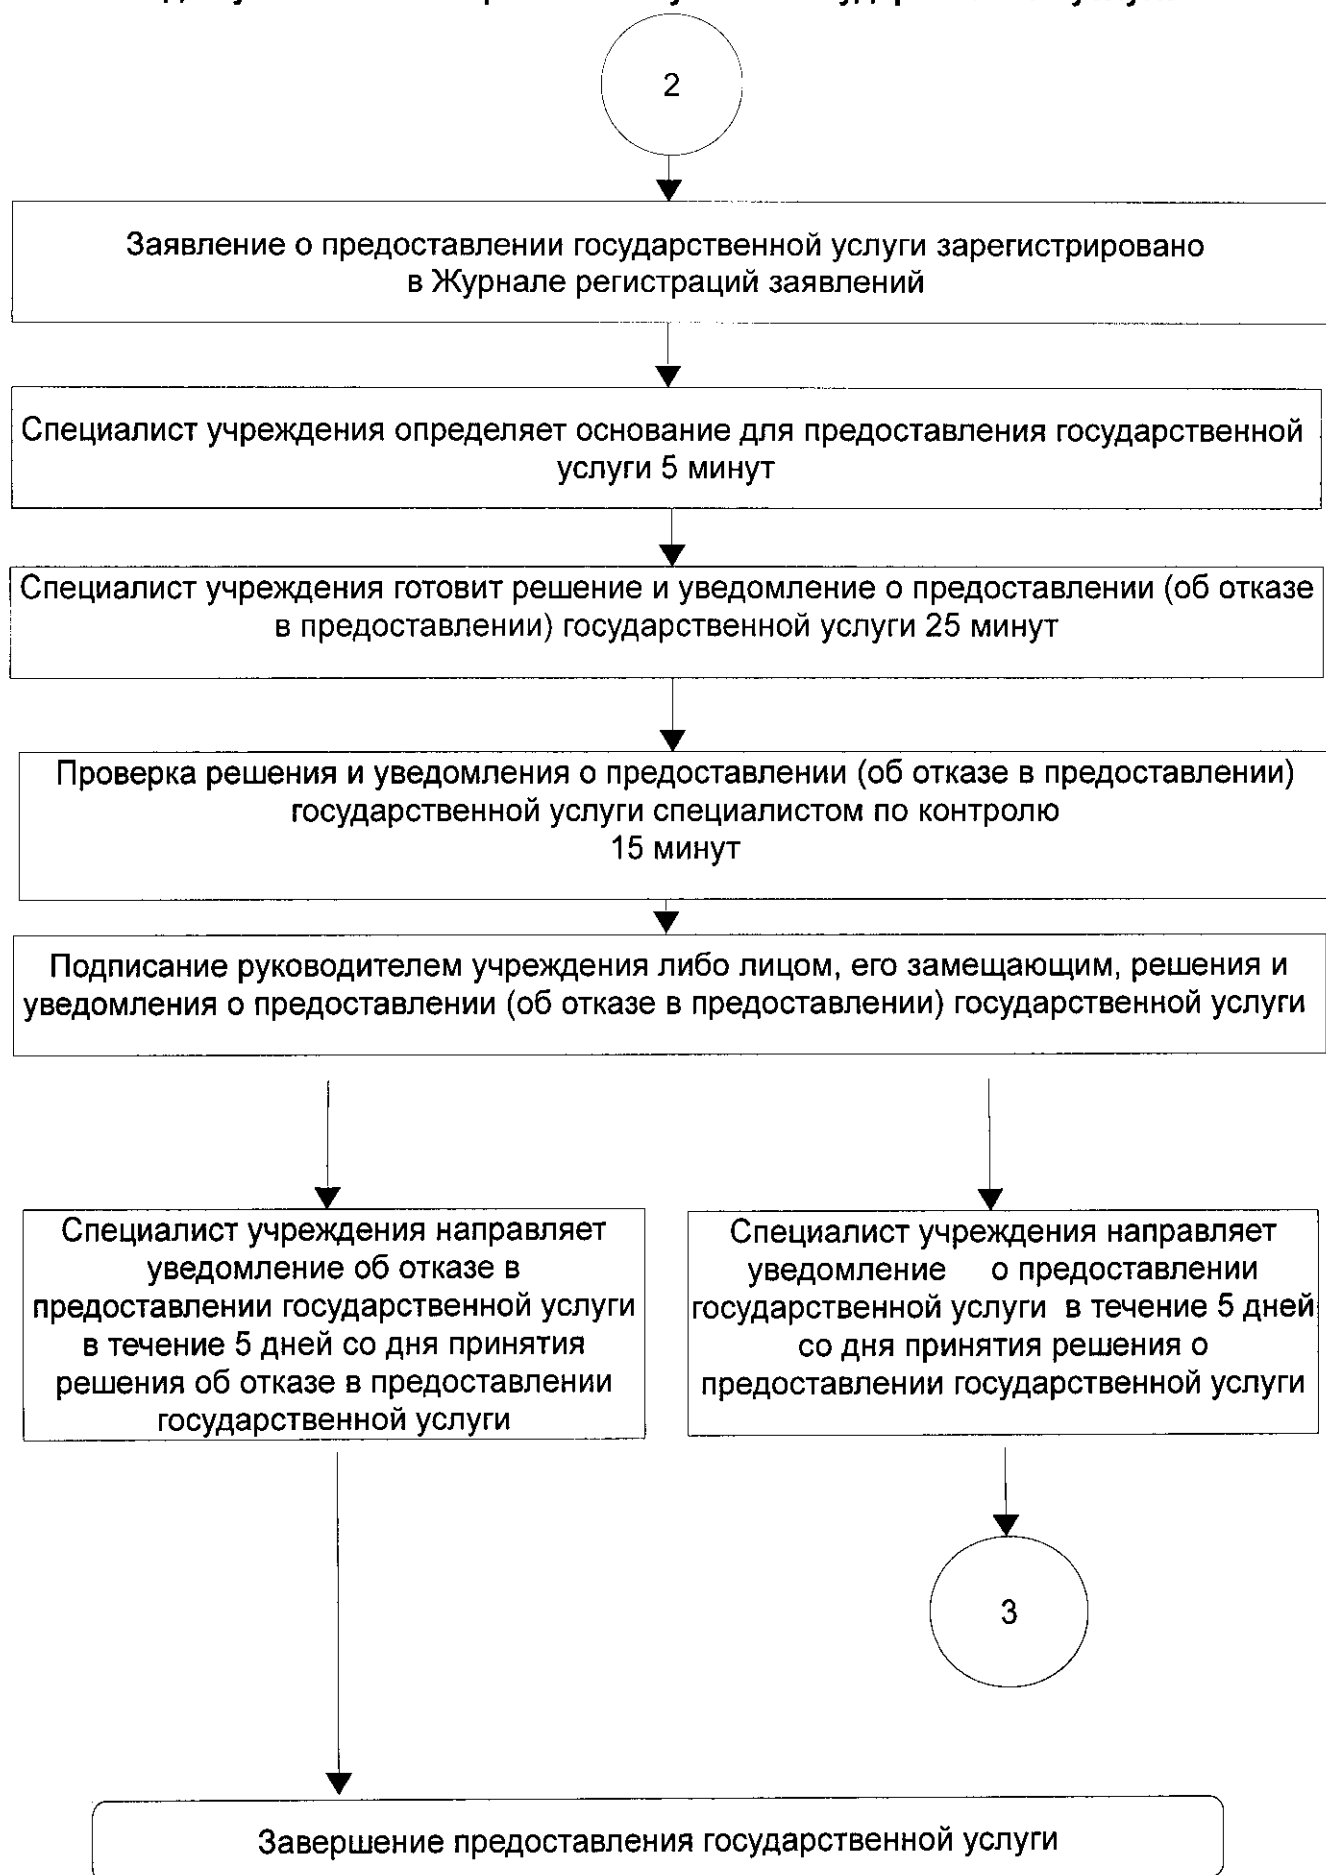 2
Заявление о предоставлении государственной услуги зарегистрировано
в Журнале регистраций заявлений
Специалист учреждения определяет основание для предоставления государственной
услуги 5 минут
Специалист учреждения готовит решение и уведомление о предоставлении (об отказе
в предоставлении) государственной услуги 25 минут
Проверка решения и уведомления о предоставлении (об отказе в предоставлении)
государственной услуги специалистом по контролю
15 минут
Подписание руководителем учреждения либо лицом, его замещающим, решения и
уведомления о предоставлении (об отказе в предоставлении) государственной услуги
Специалист учреждения направляет
уведомление об отказе в
предоставлении государственной услуги
в течение 5 дней со дня принятия
решения об отказе в предоставлении
государственной услуги
Специалист учреждения направляет
уведомление о предоставлении
государственной услуги в течение 5 дней
со дня принятия решения о
предоставлении государственной услуги
3
Завершение предоставления государственной услуги